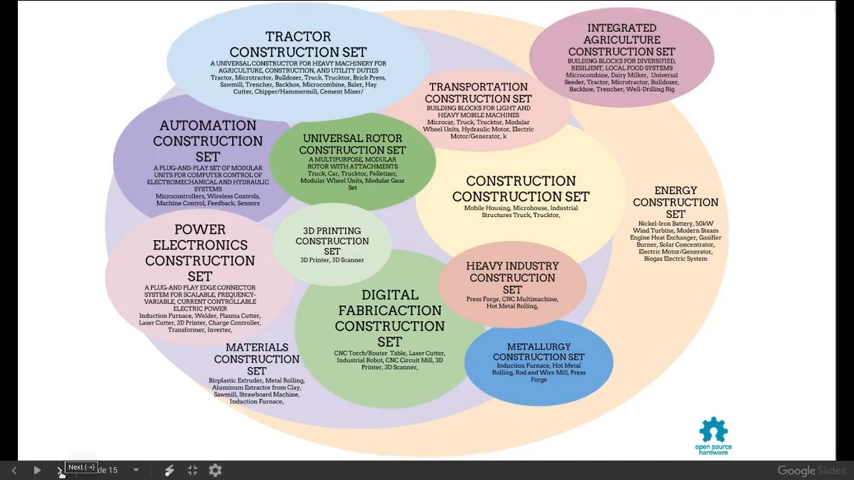 TRACTOR
CONSTRUCTION SET
A UNIVERSAL CONSTRUCTOR FOR HEAVY MACHINERY FOR
AGRICULTURE, CONSTRUCTION, AND UTILITY DUTIES
Tractor, Microtractor, Bulldozer, Truck, Trucktor, Brick Press,
Sawmill, Trencher, Backhoe, Microcombine, Baler, Hay
Cutter, Chipper/Hammermill, Cement Mixer/
INTEGRATED
AGRICULTURE
CONSTRUCTION SET
BUILDING BLOCKS FOR DIVERSIFIED,
RESILIENT, LOCAL FOOD SYSTEMS
Microcombine, Dairy Milker, Universal
Seeder, Tractor, Microtractor, Bulldozer,
Backhoe, Trencher, Well-Drilling Rig
TRANSPORTATION
CONSTRUCTION SET
BUILDING BLOCKS FOR LIGHT AND
HEAVY MOBILE MACHINES
Microcar, Truck, Trucktor, Modular
Wheel Units, Hydraulic Motor, Electric
Motor/Generator, k
AUTOMATION
CONSTRUCTION
SET
A PLUG-AND-PLAY SET OF MODULAR
UNITS FOR COMPUTER CONTROL OF
ELECTROMECHANICAL AND HYDRAULIC
SYSTEMS
Microcontrollers, Wireless Controls,
Machine Control, Feedback, Sensors
UNIVERSAL ROTOR
CONSTRUCTION SET
A MULTIPURPOSE, MODULAR
ROTOR WITH ATTACHMENTS
Truck, Car, Trucktor, Pelletizer,
Modular Wheel Units, Modular Gear
Set
CONSTRUCTION
CONSTRUCTION SET
Mobile Housing, Microhouse, Industrial
Structures Truck, Trucktor,
ENERGY
CONSTRUCTION
SET
Nickel-Iron Battery, 50kW
Wind Turbine, Modern Steam
Engine Heat Exchanger, Gasifier
Burner, Solar Concentrator,
Electric Motor/Generator,
Biogas Electric System
POWER
ELECTRONICS
CONSTRUCTION
SET
A PLUG AND PLAY EDGE CONNECTOR
SYSTEM FOR SCALABLE, FREQUENCY-
VARIABLE, CURRENT CONTROLLABLE
ELECTRIC POWER
Induction Furnace, Welder, Plasma Cutter,
Laser Cutter, 3D Printer, Charge Controller,
Transformer, Inverter,
3D PRINTING
CONSTRUCTION
SET
3D Printer, 3D Scanner
HEAVY INDUSTRY
CONSTRUCTION
SET
Press Forge, CNC Multimachine,
Hot Metal Rolling,
DIGITAL
FABRICACTION
CONSTRUCTION
SET
CNC Torch/Router Table, Laser Cutter,
Industrial Robot, CNC Circuit Mill, 3D
Printer, 3D Scanner,
METALLURGY
CONSTRUCTION SET
Induction Furnace, Hot Metal
Rolling, Rod and Wire Mill, Press
Forge
MATERIALS
CONSTRUCTION
SET
Bioplastic Extruder, Metal Rolling,
Aluminum Extractor from Clay,
Sawmill, Strawboard Machine,
Induction Furnace,
open source
hardware
Next (→)
de 15
Google Slides